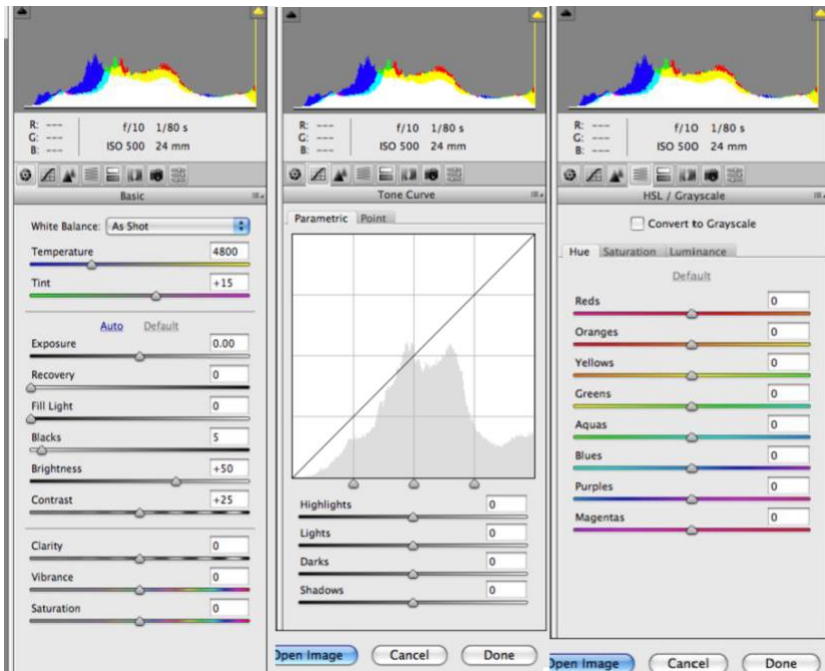 R: ---
G: ---
B: ---
f/10 1/80 s
ISO 500 24 mm
Basic
White Balance: As Shot
Temperature 4800
Tint +15
Auto Default
Exposure 0.00
Recovery 0
Fill Light 0
Blacks 5
Brightness +50
Contrast +25
Clarity 0
Vibrance 0
Saturation 0
R: ---
G: ---
B: ---
f/10 1/80 s
ISO 500 24 mm
Tone Curve
Parametric Point
Highlights 0
Lights 0
Darks 0
Shadows 0
Open Image Cancel Done
R: ---
G: ---
B: ---
f/10 1/80 s
ISO 500 24 mm
HSL / Grayscale
Convert to Grayscale
Hue Saturation Luminance
Default
Reds 0
Oranges 0
Yellows 0
Greens 0
Aquas 0
Blues 0
Purples 0
Magentas 0
Open Image Cancel Done